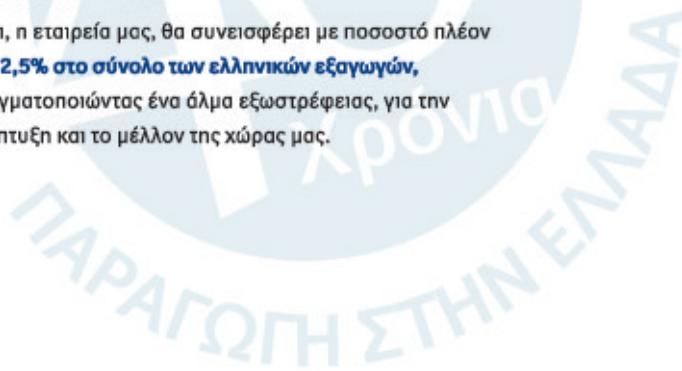 η εταιρεία μας, θα συνεισφέρει με ποσοστό πλέον
2,5% στο σύνολο των ελληνικών εξαγωγών,
γματοποιώντας ένα άλμα εξωστρέφειας, για την
πτυξη και το μέλλον της χώρας μας.
χρόνια
ΠΑΡΑΓΩΓΗ ΣΤΗΝ ΕΛΛΑΔΑ